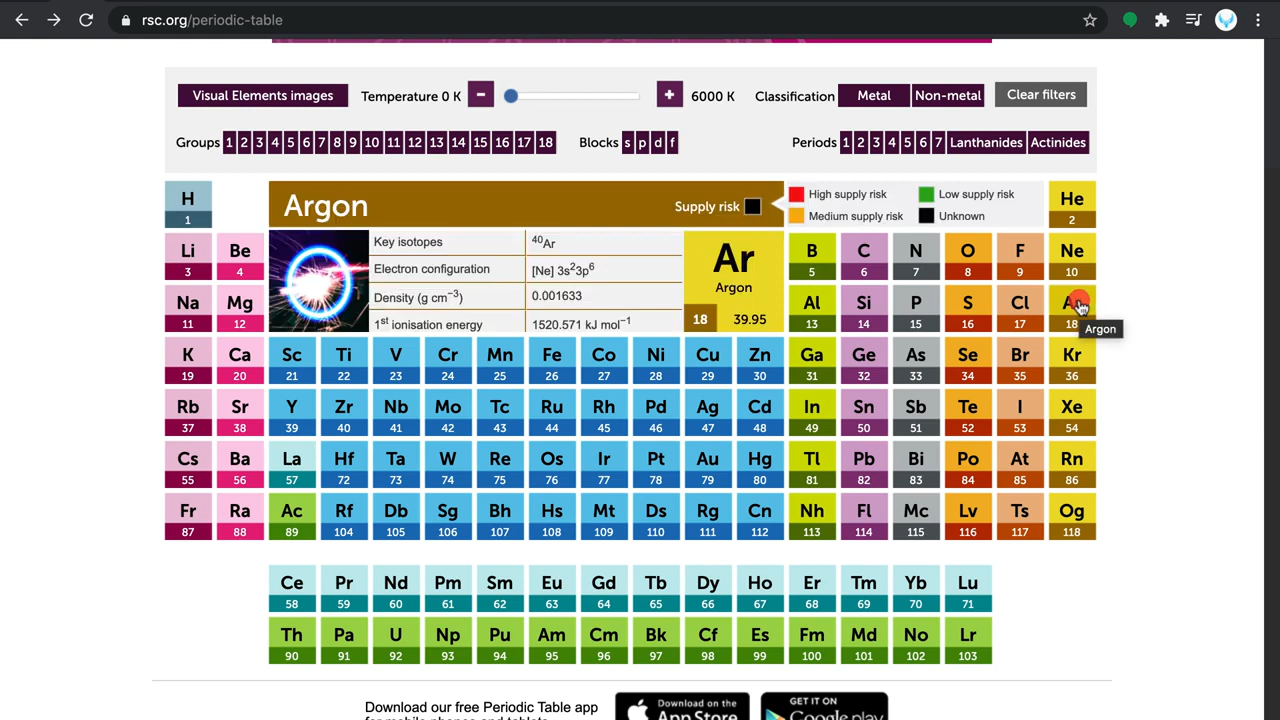 rsc.org/periodic-table
Visual Elements images Temperature 0 K - + 6000 K Classification Metal Non-metal Clear filters
Groups 1 2 3 4 5 6 7 8 9 10 11 12 13 14 15 16 17 18 Blocks s p d f Periods 1 2 3 4 5 6 7 Lanthanides Actinides
H Argon Supply risk High supply risk Low supply risk He
1 Medium supply risk Unknown 2
Li Be Key isotopes ⁴⁰Ar Ar B C N O F Ne
3 4 Electron configuration [Ne] 3s²3p⁶ Argon 5 6 7 8 9 10
Na Mg Density (g cm⁻³) 0.001633 Al Si P S Cl
11 12 1ˢᵗ ionisation energy 1520.571 kJ mol⁻¹ 18 39.95 13 14 15 16 17 18
Argon
K Ca Sc Ti V Cr Mn Fe Co Ni Cu Zn Ga Ge As Se Br Kr
19 20 21 22 23 24 25 26 27 28 29 30 31 32 33 34 35 36
Rb Sr Y Zr Nb Mo Tc Ru Rh Pd Ag Cd In Sn Sb Te I Xe
37 38 39 40 41 42 43 44 45 46 47 48 49 50 51 52 53 54
Cs Ba La Hf Ta W Re Os Ir Pt Au Hg Tl Pb Bi Po At Rn
55 56 57 72 73 74 75 76 77 78 79 80 81 82 83 84 85 86
Fr Ra Ac Rf Db Sg Bh Hs Mt Ds Rg Cn Nh Fl Mc Lv Ts Og
87 88 89 104 105 106 107 108 109 110 111 112 113 114 115 116 117 118
Ce Pr Nd Pm Sm Eu Gd Tb Dy Ho Er Tm Yb Lu
58 59 60 61 62 63 64 65 66 67 68 69 70 71
Th Pa U Np Pu Am Cm Bk Cf Es Fm Md No Lr
90 91 92 93 94 95 96 97 98 99 100 101 102 103
Download our free Periodic Table app
for mobile phones and tablets
Download on the
App Store
GET IT ON
Google play